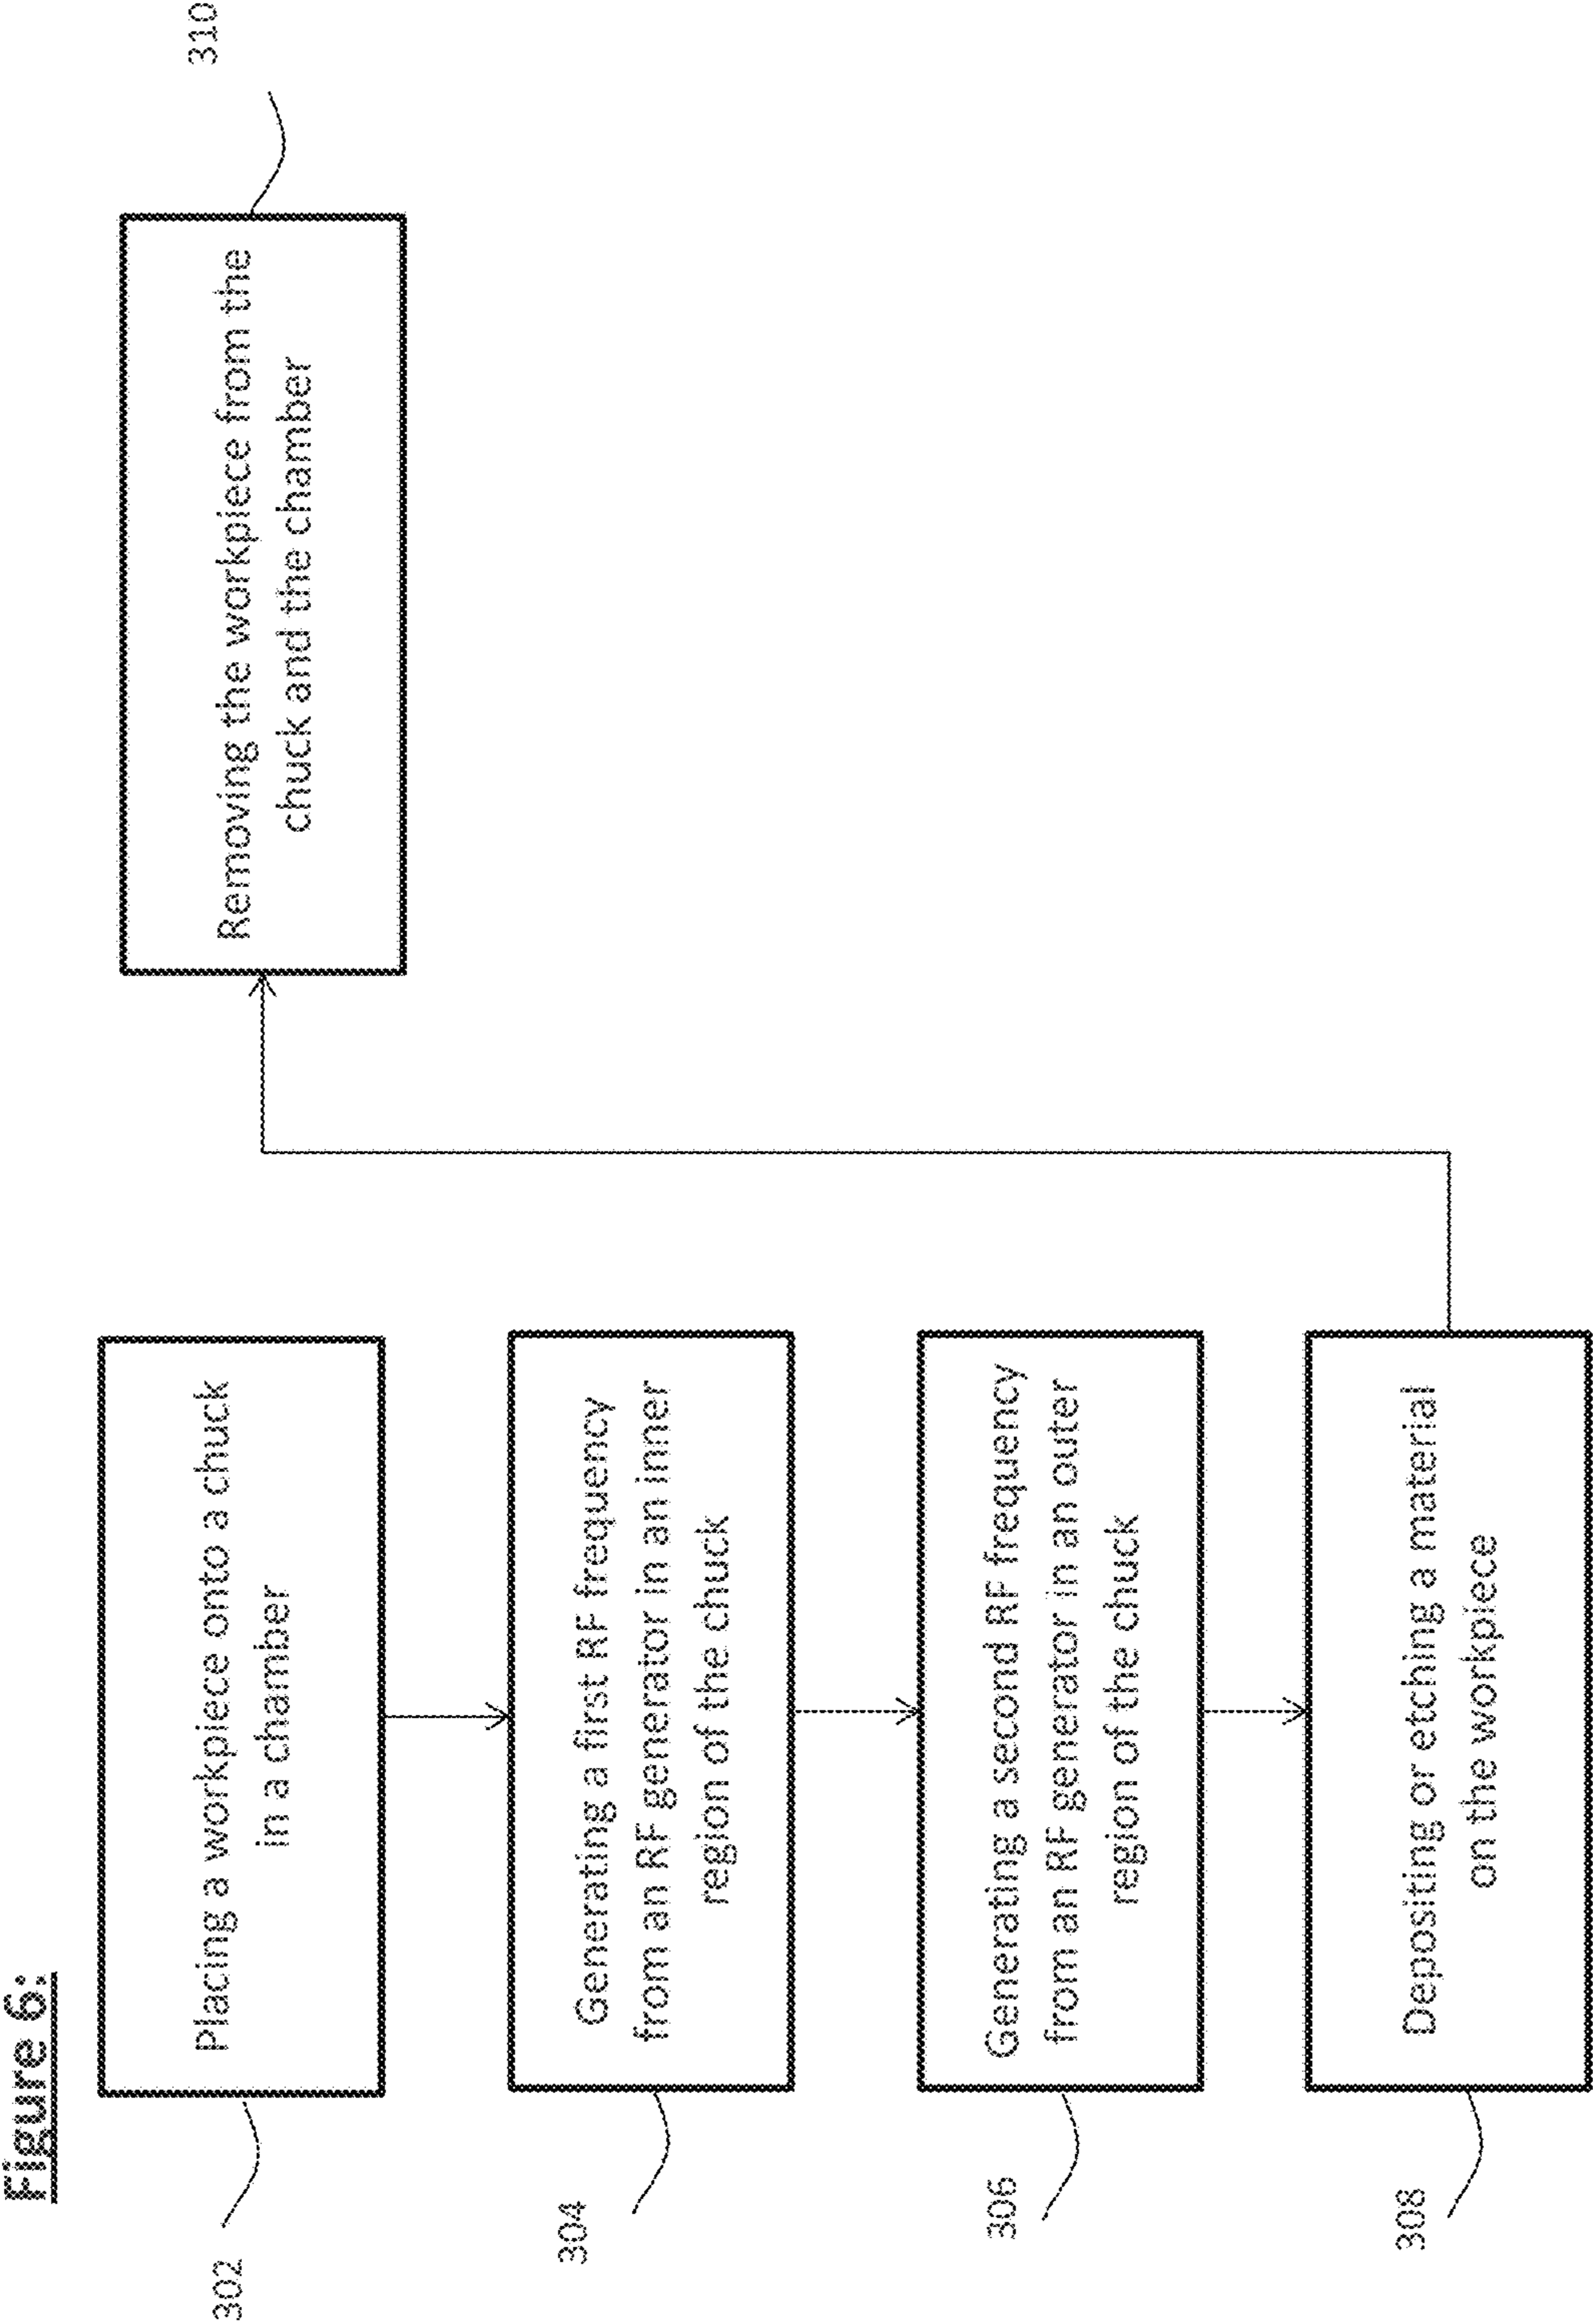 Figure 6:
302
Placing a workpiece onto a chuck
in a chamber
304
Generating a first RF frequency
from an RF generator in an inner
region of the chuck
306
Generating a second RF frequency
from an RF generator in an outer
region of the chuck
308
Depositing or etching a material
on the workpiece
Removing the workpiece from the
chuck and the chamber
310